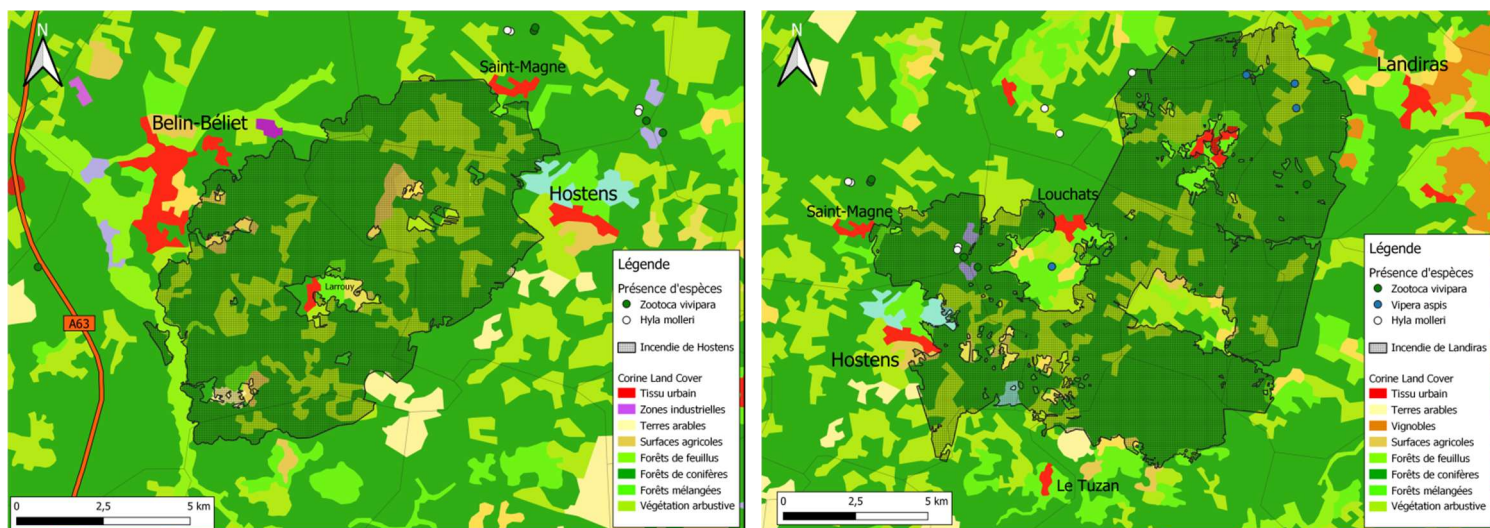 N
Saint-Magne
Belin-Béliet
Hostens
Larrouy
A63
Légende
Présence d'espèces
Zootoca vivipara
Hyla molleri
Incendie de Hostens
Corine Land Cover
Tissu urbain
Zones industrielles
Terres arables
Surfaces agricoles
Forêts de feuillus
Forêts de conifères
Forêts mélangées
Végétation arbustive
0 2,5 5 km
N
Landiras
Louchats
Saint-Magne
Hostens
Le Tuzan
Légende
Présence d'espèces
Zootoca vivipara
Vipera aspis
Hyla molleri
Incendie de Landiras
Corine Land Cover
Tissu urbain
Terres arables
Vignobles
Surfaces agricoles
Forêts de feuillus
Forêts de conifères
Forêts mélangées
Végétation arbustive
0 2,5 5 km